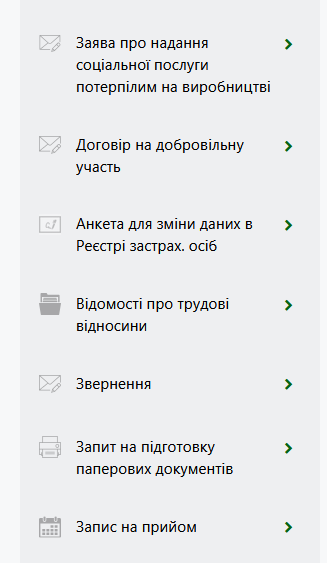 Заява про надання
соціальної послуги
потерпілим на виробництві
Договір на добровільну
участь
Анкета для зміни даних в
Реєстрі застрах. осіб
Відомості про трудові
відносини
Звернення
Запит на підготовку
паперових документів
Запис на прийом